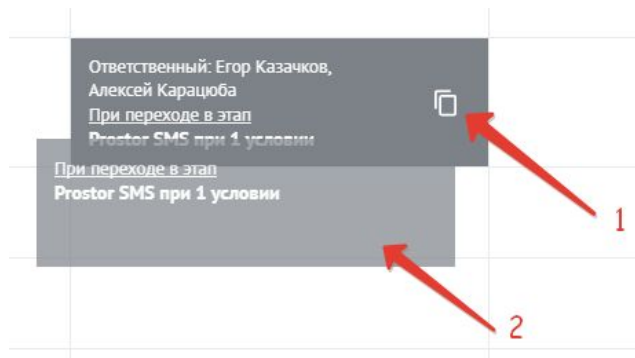 Ответственный: Егор Казачков,
Алексей Карацюба
При переходе в этап
Prostor SMS при 1 условии
При переходе в этап
Prostor SMS при 1 условии
1
2